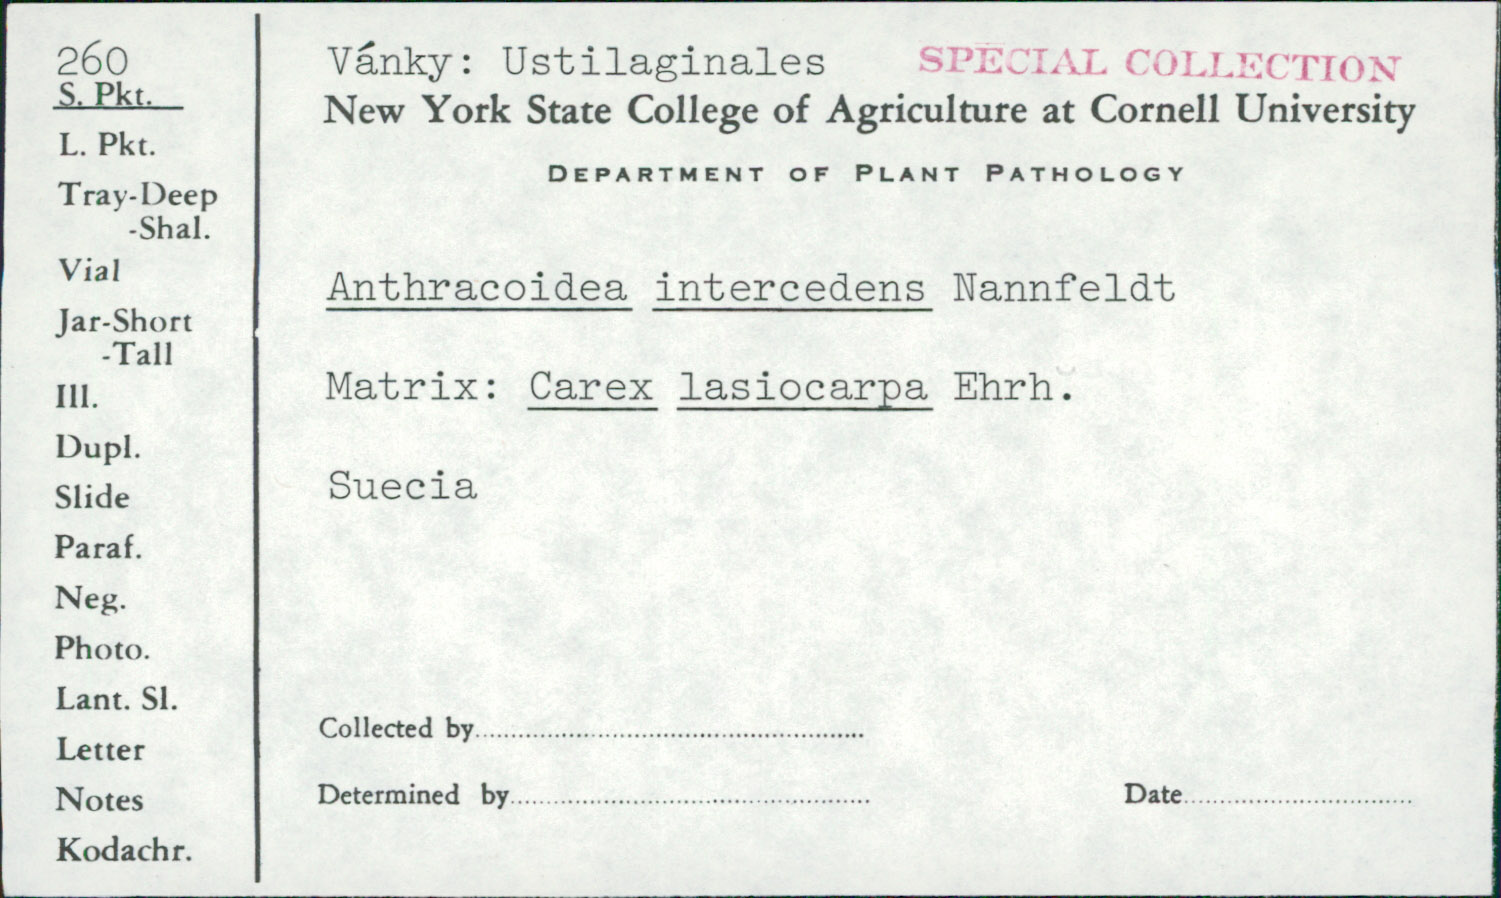 260
S. Pkt.
L. Pkt.
Tray-Deep
-Shal.
Vial
Jar-Short
-Tall
Ill.
Dupl.
Slide
Paraf.
Neg.
Photo.
Lant. Sl.
Letter
Notes
Kodachr.
Vánky: Ustilaginales SPECIAL COLLECTION
New York State College of Agriculture at Cornell University
DEPARTMENT OF PLANT PATHOLOGY
Anthracoidea intercedens Nannfeldt
Matrix: Carex lasiocarpa Ehrh.
Suecia
Collected by
Determined by Date